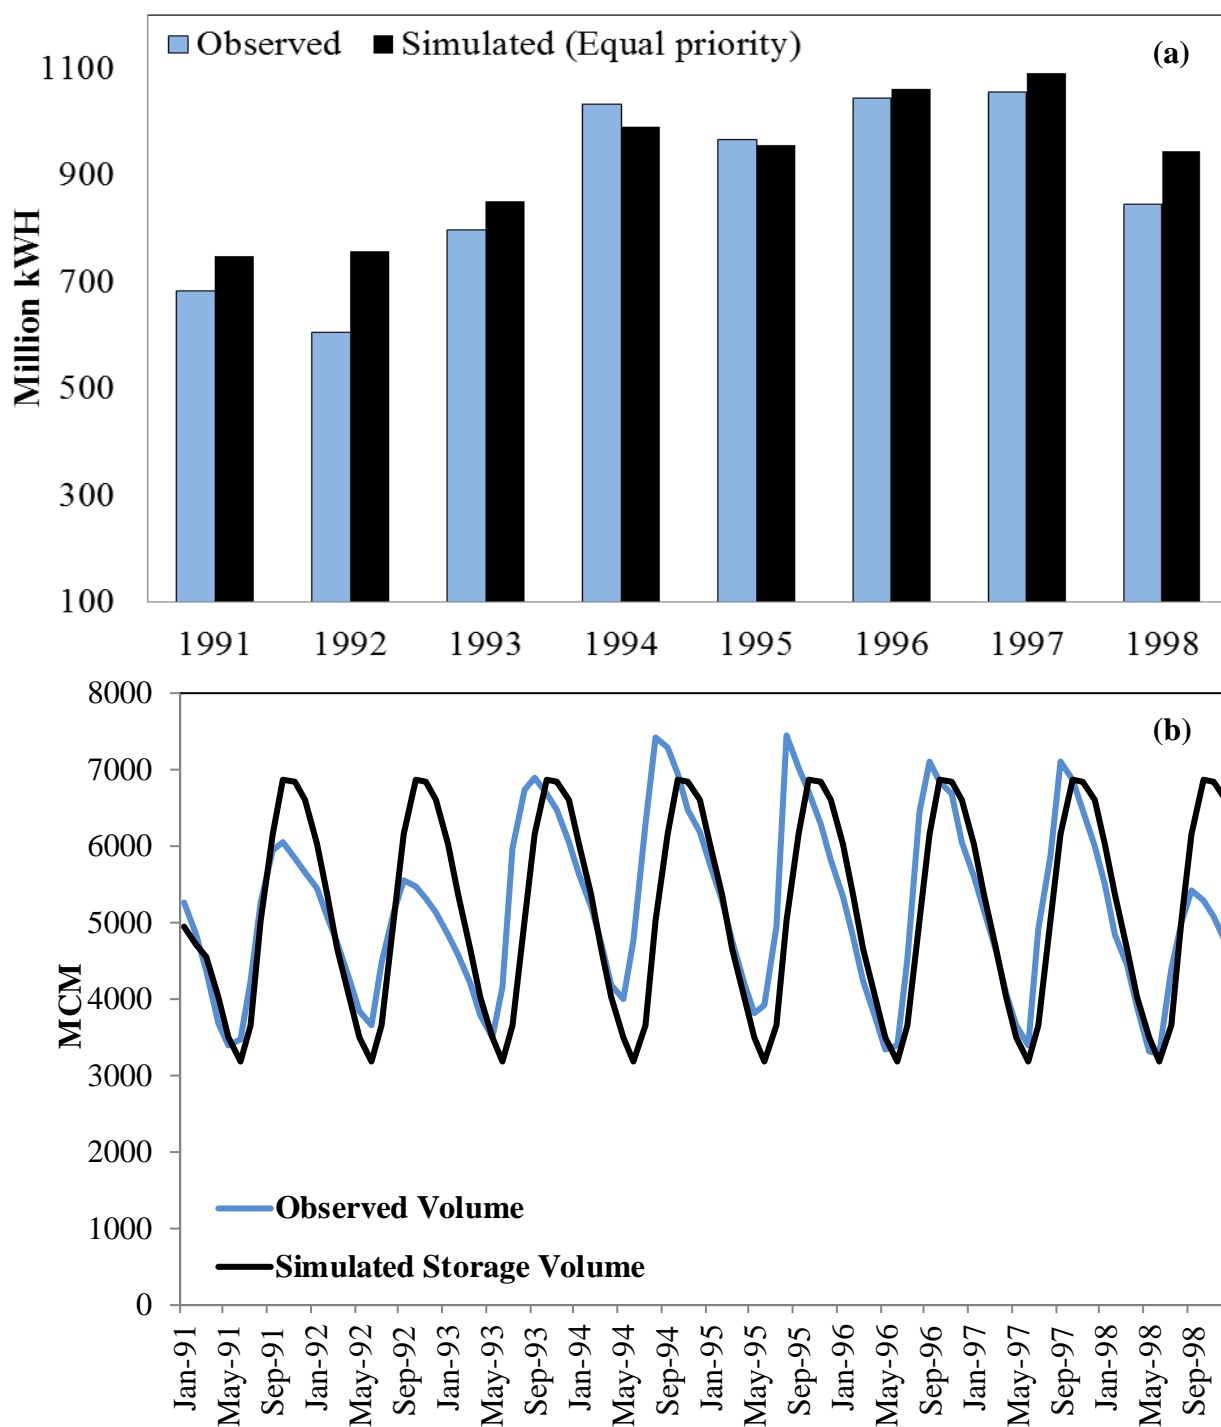 Observed Simulated (Equal priority) (a)
1100
900
700
500
300
100
Million kWH
1991 1992 1993 1994 1995 1996 1997 1998
8000
7000
6000
5000
4000
3000
2000
1000
0
MCM
(b)
Observed Volume
Simulated Storage Volume
Jan-91
May-91
Sep-91
Jan-92
May-92
Sep-92
Jan-93
May-93
Sep-93
Jan-94
May-94
Sep-94
Jan-95
May-95
Sep-95
Jan-96
May-96
Sep-96
Jan-97
May-97
Sep-97
Jan-98
May-98
Sep-98